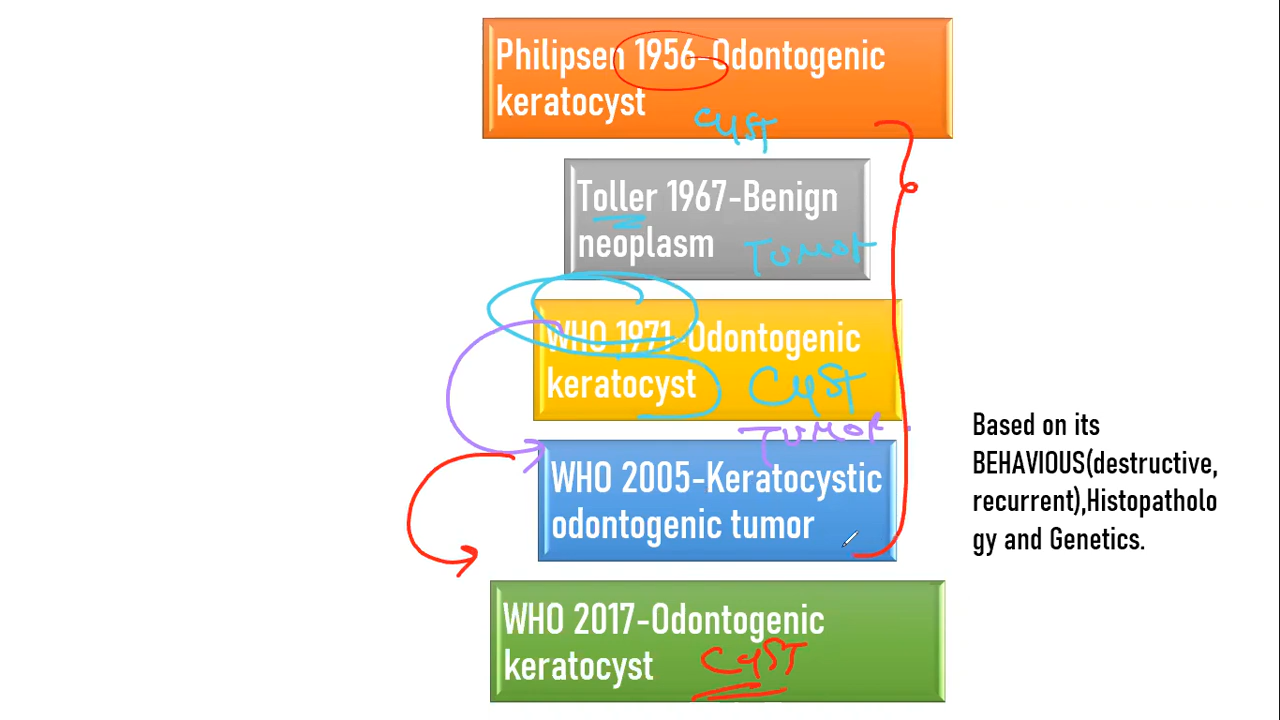 Philipsen 1956-Odontogenic
keratocyst
CYST
Toller 1967-Benign
neoplasm
TUMOR
WHO 1971-Odontogenic
keratocyst
CYST
TUMOR
WHO 2005-Keratocystic
odontogenic tumor
Based on its
BEHAVIOUS(destructive,
recurrent),Histopatholo
gy and Genetics.
WHO 2017-Odontogenic
keratocyst
CYST